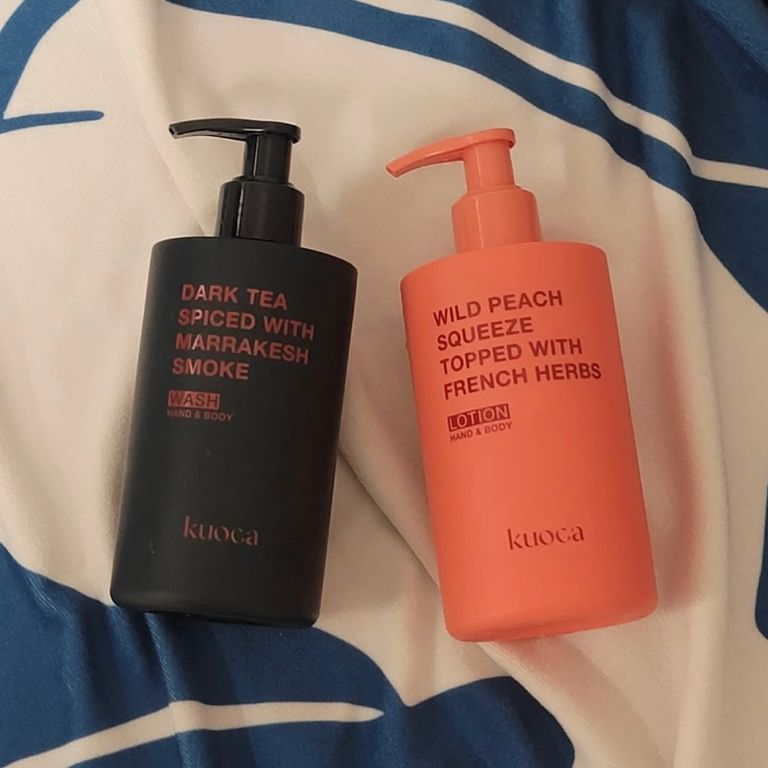 DARK TEA
SPICED WITH
MARRAKESH
SMOKE
WASH
HAND & BODY
kuoca
WILD PEACH
SQUEEZE
TOPPED WITH
FRENCH HERBS
LOTION
HAND & BODY
kuoca